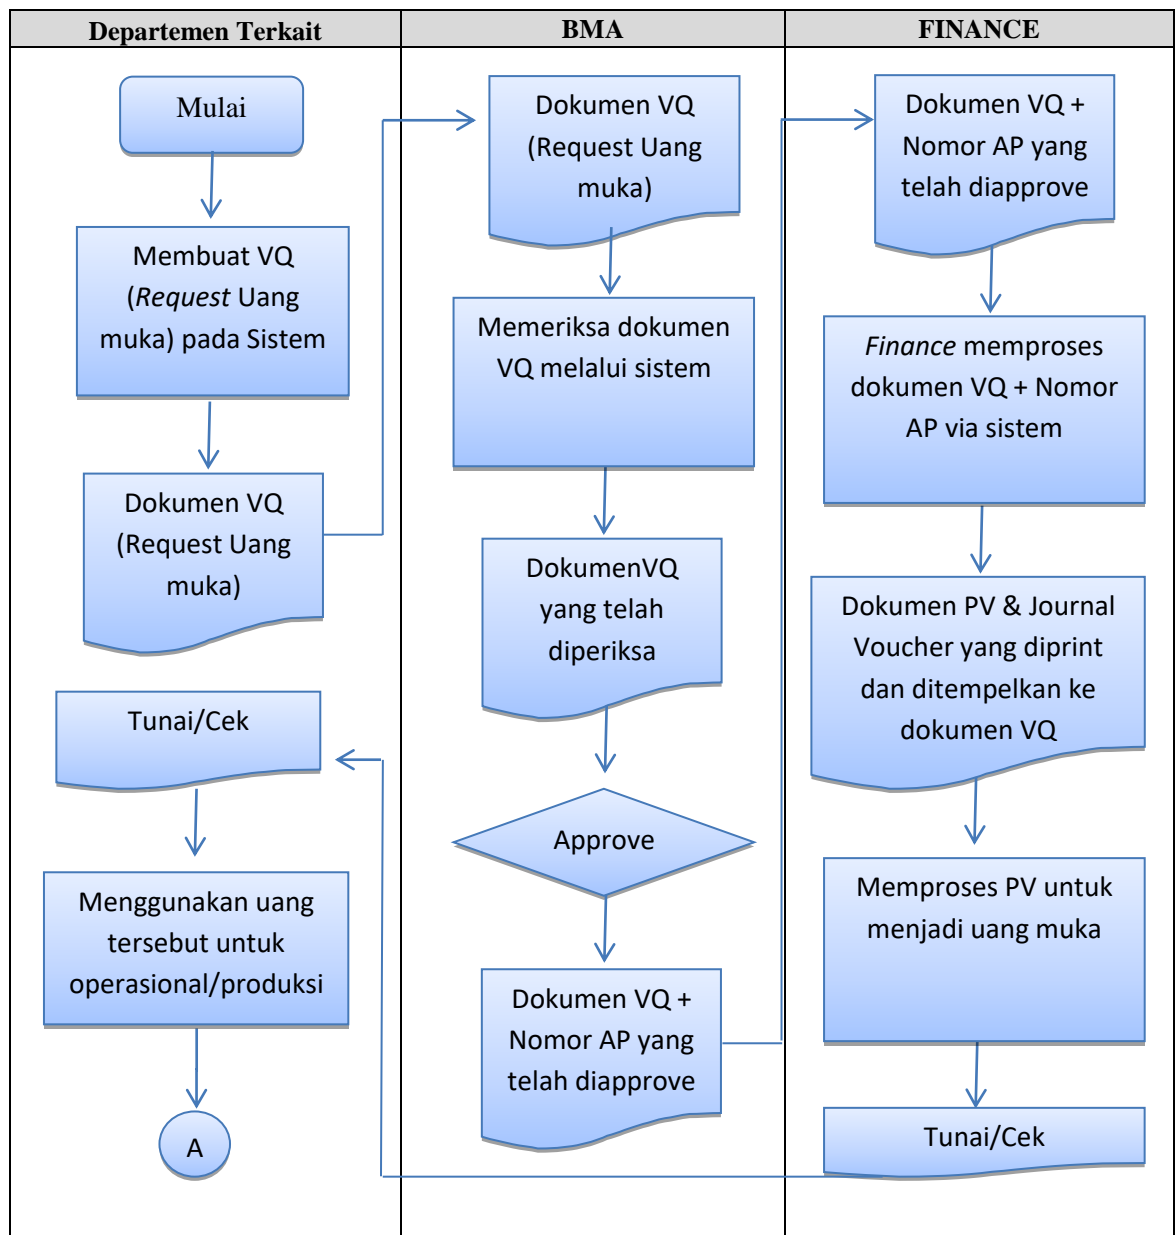 Departemen Terkait
BMA
FINANCE
Mulai
Membuat VQ
(Request Uang
muka) pada Sistem
Dokumen VQ
(Request Uang
muka)
Tunai/Cek
Menggunakan uang
tersebut untuk
operasional/produksi
A
Dokumen VQ
(Request Uang
muka)
Memeriksa dokumen
VQ melalui sistem
DokumenVQ
yang telah
diperiksa
Approve
Dokumen VQ +
Nomor AP yang
telah diapprove
Dokumen VQ +
Nomor AP yang
telah diapprove
Finance memproses
dokumen VQ + Nomor
AP via sistem
Dokumen PV & Journal
Voucher yang diprint
dan ditempelkan ke
dokumen VQ
Memproses PV untuk
menjadi uang muka
Tunai/Cek